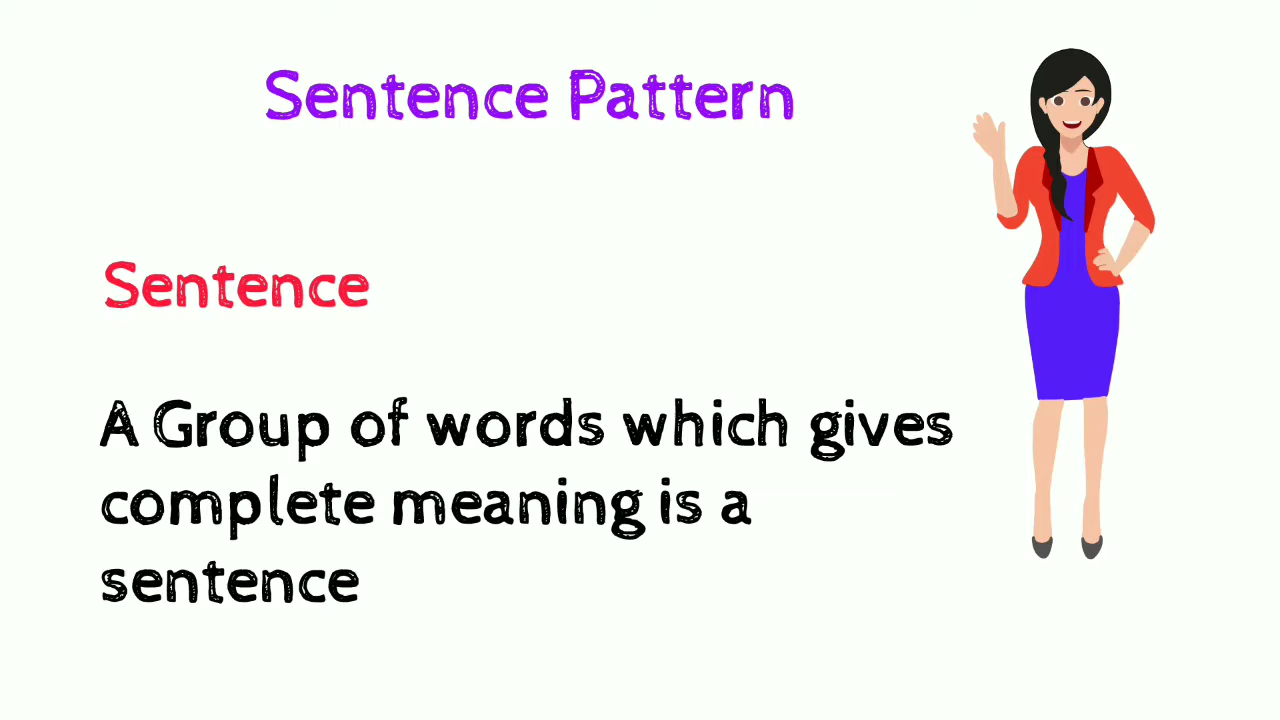 Sentence Pattern
Sentence
A Group of words which gives
complete meaning is a
sentence